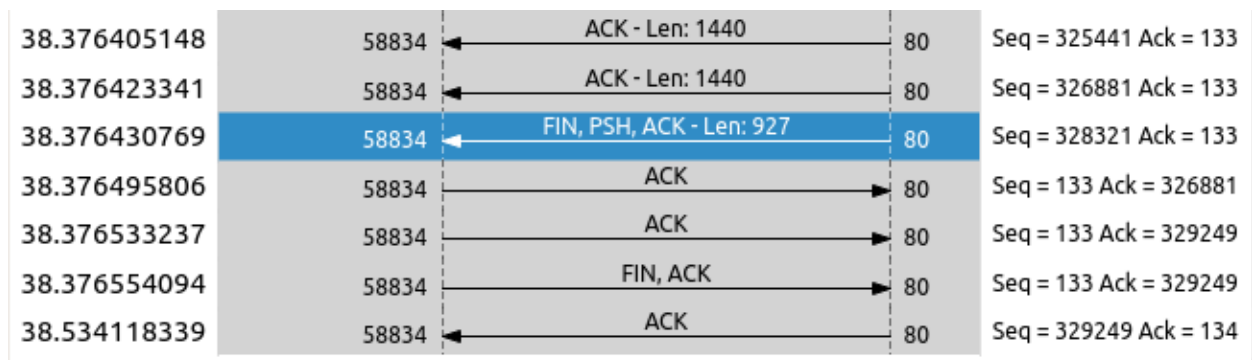 38.376405148 58834 ACK - Len: 1440 80 Seq = 325441 Ack = 133
38.376423341 58834 ACK - Len: 1440 80 Seq = 326881 Ack = 133
38.376430769 58834 FIN, PSH, ACK - Len: 927 80 Seq = 328321 Ack = 133
38.376495806 58834 ACK 80 Seq = 133 Ack = 326881
38.376533237 58834 ACK 80 Seq = 133 Ack = 329249
38.376554094 58834 FIN, ACK 80 Seq = 133 Ack = 329249
38.534118339 58834 ACK 80 Seq = 329249 Ack = 134